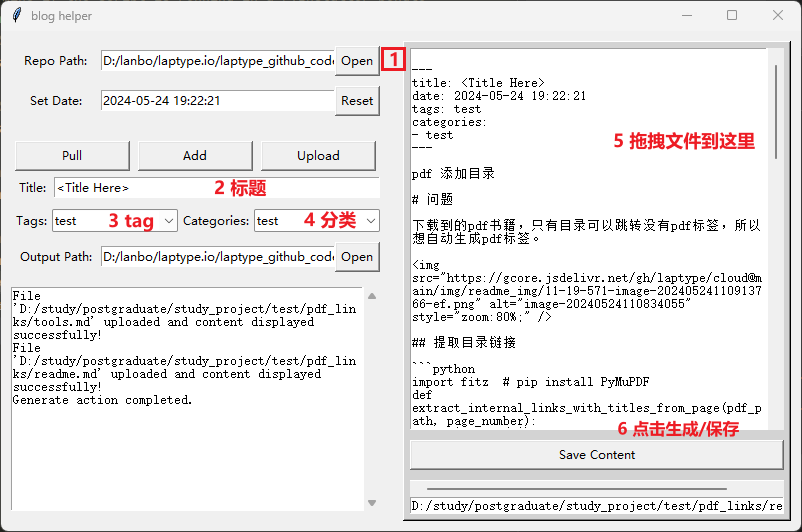 blog helper
Repo Path: D:/lanbo/laptype.io/laptype_github_code Open 1
Set Date: 2024-05-24 19:22:21 Reset
Pull Add Upload
Title: <Title Here> 2 标题
Tags: test 3 tag Categories: test 4 分类
Output Path: D:/lanbo/laptype.io/laptype_github_code Open
File
'D:/study/postgraduate/study_project/test/pdf_lin
ks/tools.md' uploaded and content displayed
successfully!
File
'D:/study/postgraduate/study_project/test/pdf_lin
ks/readme.md' uploaded and content displayed
successfully!
Generate action completed.
---
title: <Title Here>
date: 2024-05-24 19:22:21
tags: test
categories:
- test
---
5 拖拽文件到这里
pdf 添加目录
# 问题
下载到的pdf书籍，只有目录可以跳转没有pdf标签，所以
想自动生成pdf标签。
<img
src="https://gcore.jsdelivr.net/gh/laptype/cloud@m
ain/img/readme_img/11-19-571-image-202405241109137
66-ef.png" alt="image-20240524110834055"
style="zoom:80%;" />
## 提取目录链接
```python
import fitz  # pip install PyMuPDF
def
extract_internal_links_with_titles_from_page(pdf_p
ath, page_number):
6 点击生成/保存
Save Content
D:/study/postgraduate/study_project/test/pdf_links/re